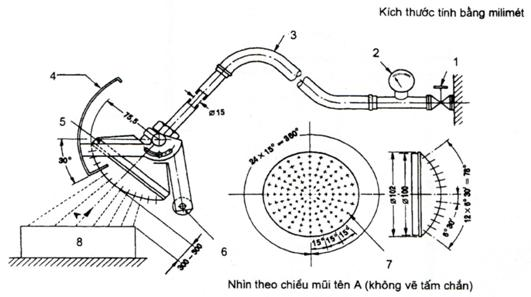 Kích thước tính bằng milimét
1
2
3
4
5
75,5
Ø 15
30°
A
8
300 - 500
6
24 x 15° = 360°
15° 15° 15°
7
Ø 102
Ø 100
12 x 6° 30' = 78°
6° 30'
Nhìn theo chiều mũi tên A (không vẽ tấm chắn)